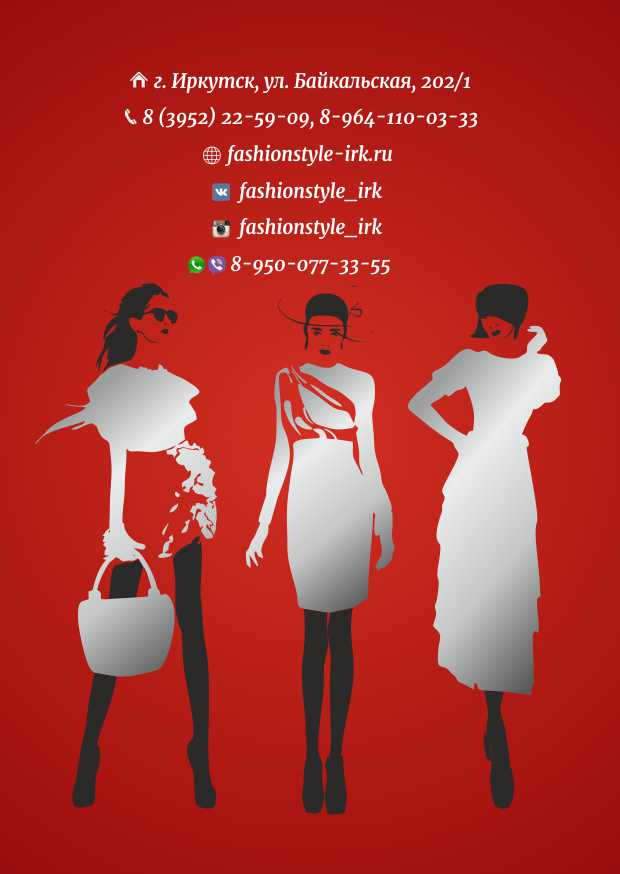 г. Иркутск, ул. Байкальская, 202/1
8 (3952) 22-59-09, 8-964-110-03-33
fashionstyle-irk.ru
fashionstyle_irk
fashionstyle_irk
8-950-077-33-55